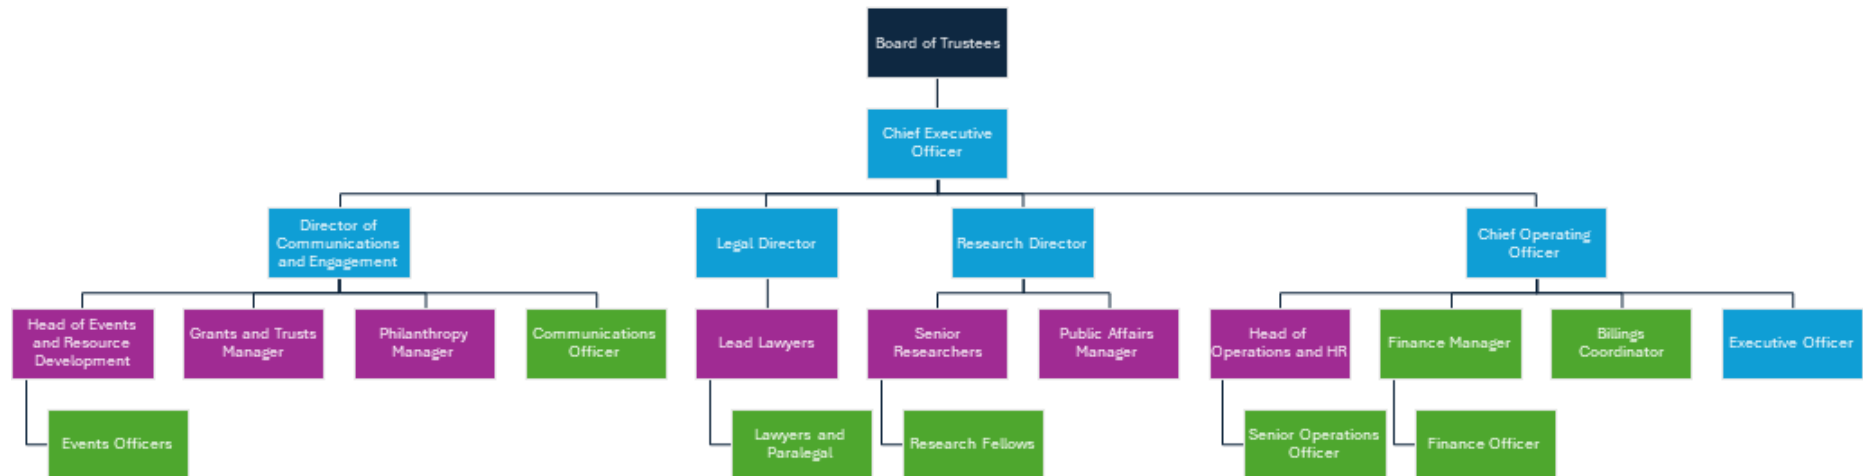 Board of Trustees
Chief Executive
Officer
Director of
Communications
and Engagement
Legal Director
Research Director
Chief Operating
Officer
Head of Events
and Resource
Development
Grants and Trusts
Manager
Philanthropy
Manager
Communications
Officer
Lead Lawyers
Senior
Researchers
Public Affairs
Manager
Head of
Operations and HR
Finance Manager
Billings
Coordinator
Executive Officer
Events Officers
Lawyers and
Paralegal
Research Fellows
Senior Operations
Officer
Finance Officer